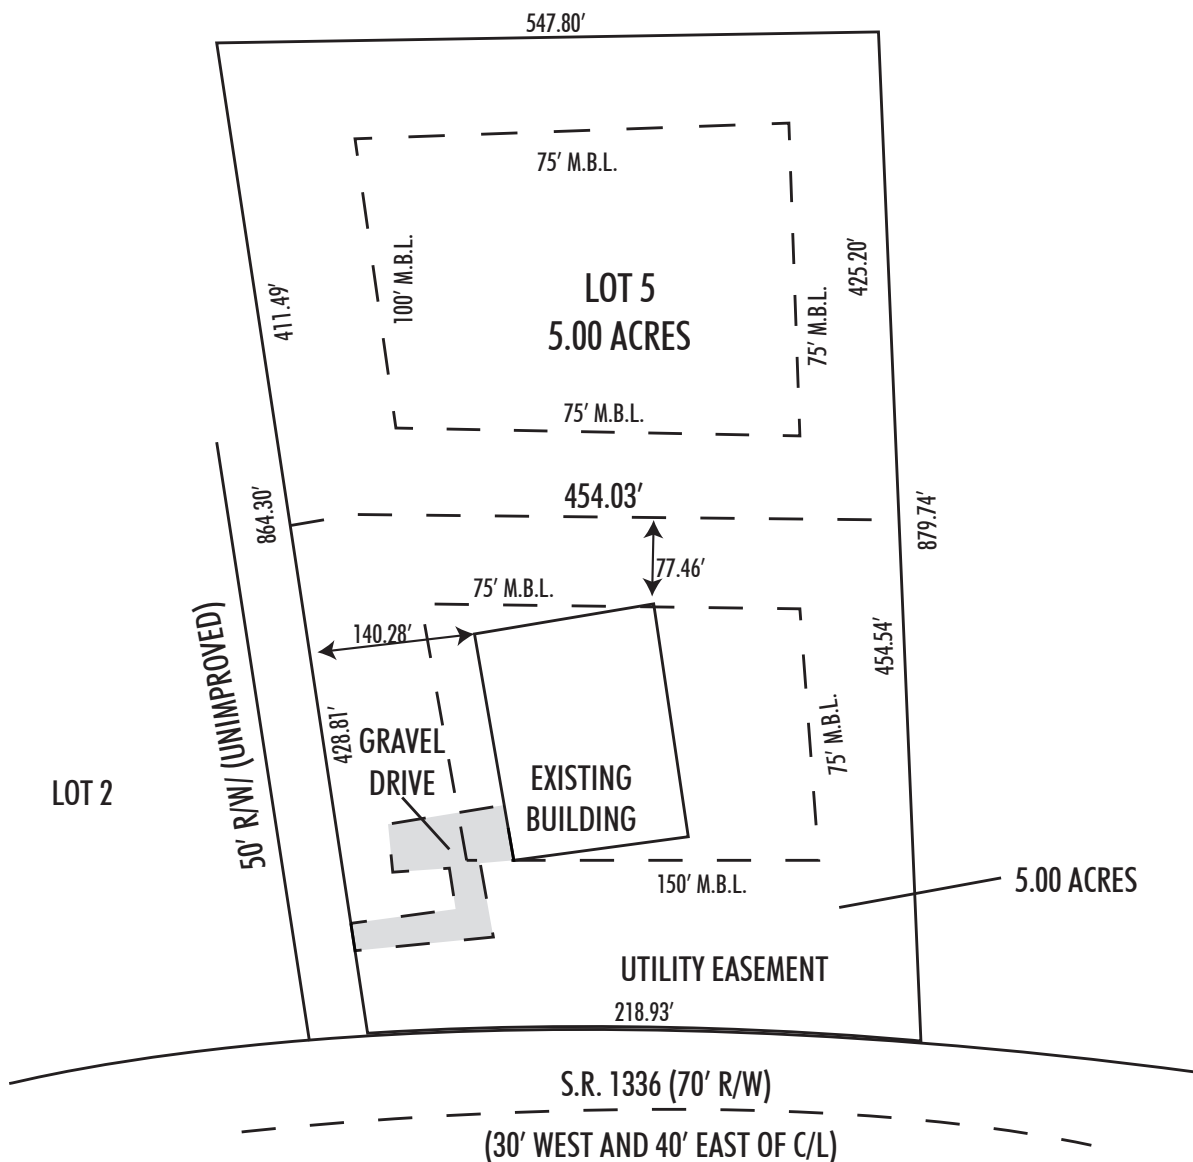 547.80’
75’ M.B.L.
100’ M.B.L.
411.49’
LOT 5
5.00 ACRES
425.20’
75’ M.B.L.
75’ M.B.L.
454.03’
864.30’
879.74’
77.46’
75’ M.B.L.
140.28’
454.54’
50’ R/W/ (UNIMPROVED)
428.81’
GRAVEL
DRIVE
75’ M.B.L.
LOT 2
EXISTING
BUILDING
150’ M.B.L.
5.00 ACRES
UTILITY EASEMENT
218.93’
S.R. 1336 (70’ R/W)
(30’ WEST AND 40’ EAST OF C/L)